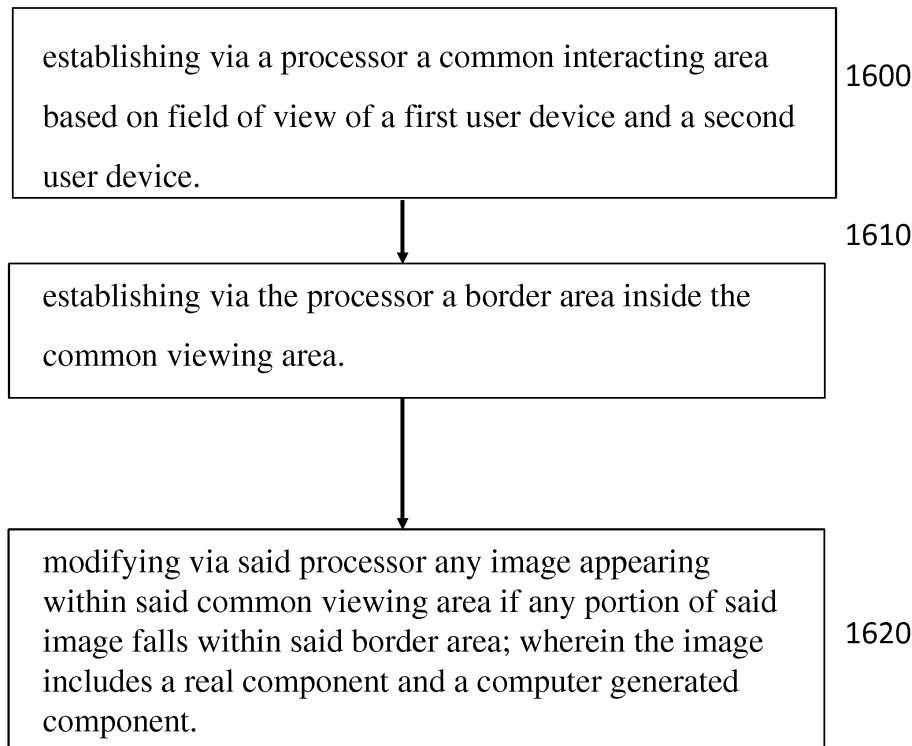 establishing via a processor a common interacting area
based on field of view of a first user device and a second
user device.
1600
1610
establishing via the processor a border area inside the
common viewing area.
modifying via said processor any image appearing
within said common viewing area if any portion of said
image falls within said border area; wherein the image
includes a real component and a computer generated
component.
1620